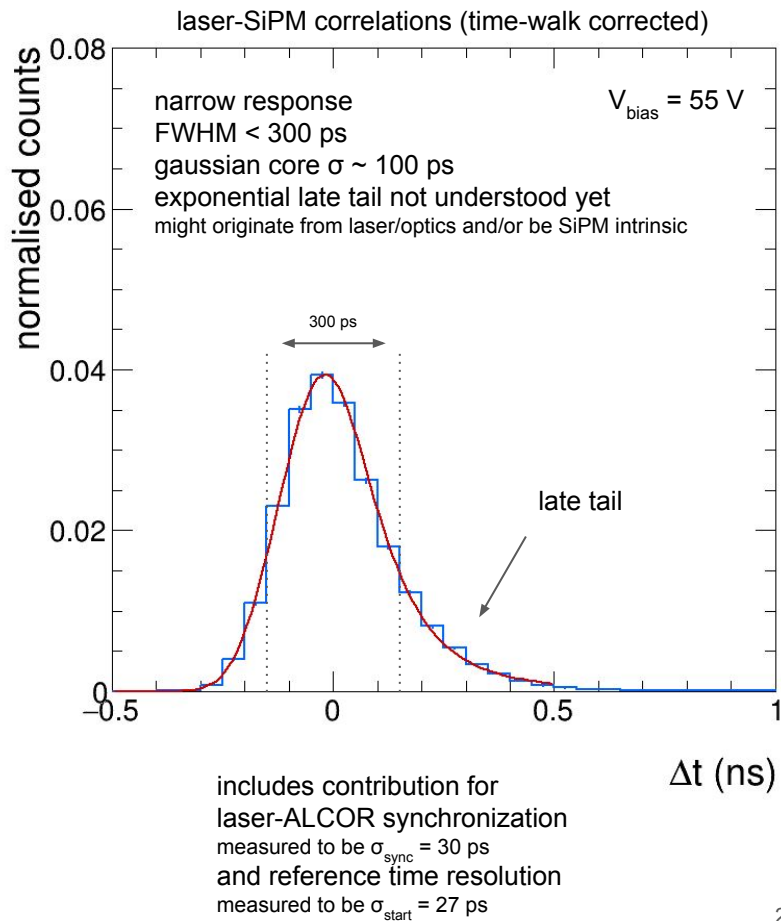 laser-SiPM correlations (time-walk corrected)
normalised counts
0.08
0.06
0.04
0.02
0
narrow response
V_bias = 55 V
FWHM < 300 ps
gaussian core σ ~ 100 ps
exponential late tail not understood yet
might originate from laser/optics and/or be SiPM intrinsic
300 ps
late tail
−0.5
0
0.5
1
Δt (ns)
includes contribution for
laser-ALCOR synchronization
measured to be σ_sync = 30 ps
and reference time resolution
measured to be σ_start = 27 ps